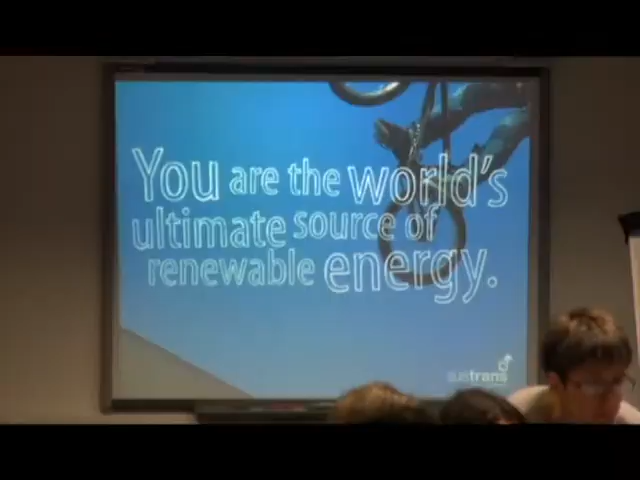 You are the world's
ultimate source of
renewable energy.
sustrans